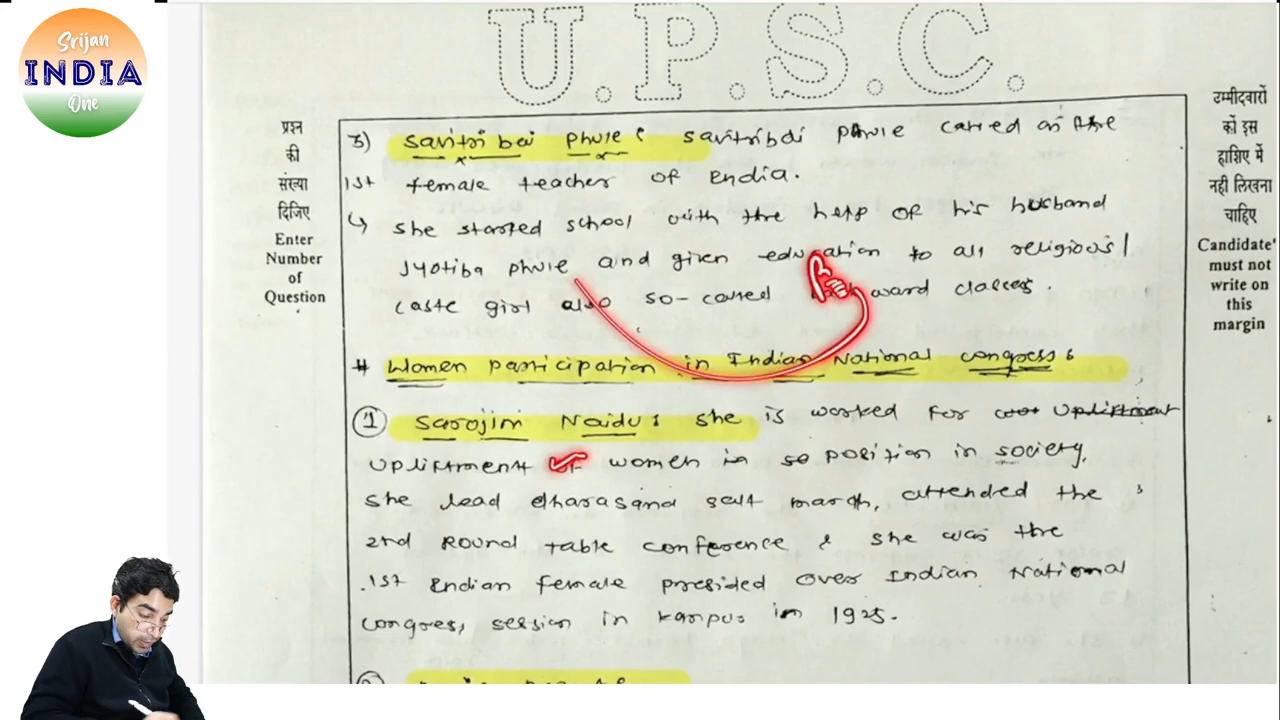 Srijan
INDIA
One
U.P.S.C.
प्रश्न
की
संख्या
दिजिए
Enter
Number
of
Question
3) Savitri bai Phule : Savitribai Phule called as the
1st female teacher of India.
↳ She started school with the help of his husband
Jyotiba Phule and given education to all religious/
caste girl also so-called ward classes.
# Women participation in Indian National Congress :
1 Sarojini Naidu : She is worked for Upliftment
Upliftment of women in position in society,
She lead dharasana salt march, attended the
2nd Round table conference & she was the
1st Indian female presided over Indian National
Congress, session in Kanpur in 1925.
उम्मीदवारों
को इस
हाशिए में
नही लिखना
चाहिए
Candidate
must not
write on
this
margin